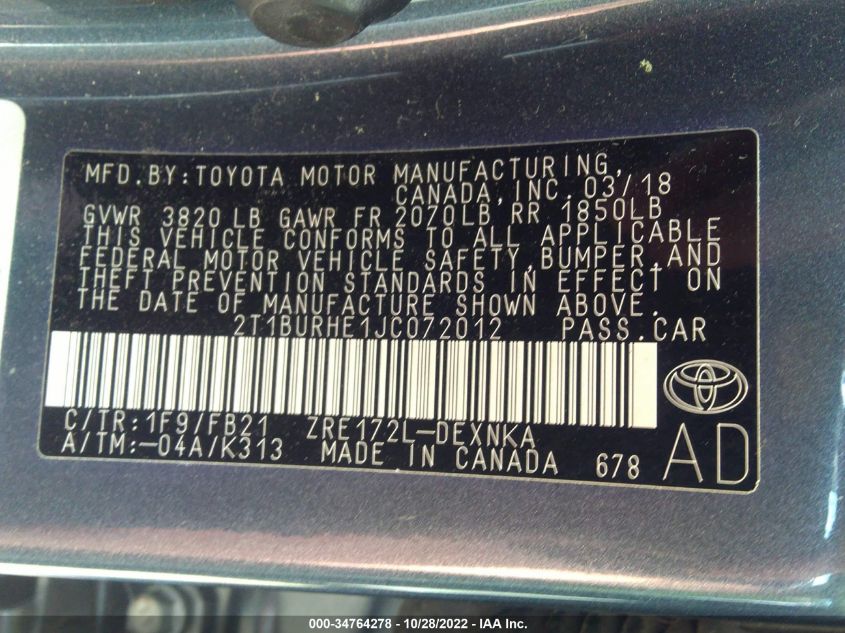 MFD.BY:TOYOTA MOTOR MANUFACTURING,
CANADA,INC. 03/18
GVWR 3820 LB GAWR FR 2070LB RR 1850LB
THIS VEHICLE CONFORMS TO ALL APPLICABLE
FEDERAL MOTOR VEHICLE SAFETY,BUMPER,AND
THEFT PREVENTION STANDARDS IN EFFECT ON
THE DATE OF MANUFACTURE SHOWN ABOVE.
2T1BURHE1JC072012 PASS.CAR
C/TR:1F9/FB21 ZRE172L-DEXNKA
A/TM:-04A/K313 MADE IN CANADA 678 AD
000-34764278 | 10/28/2022 - IAA Inc.